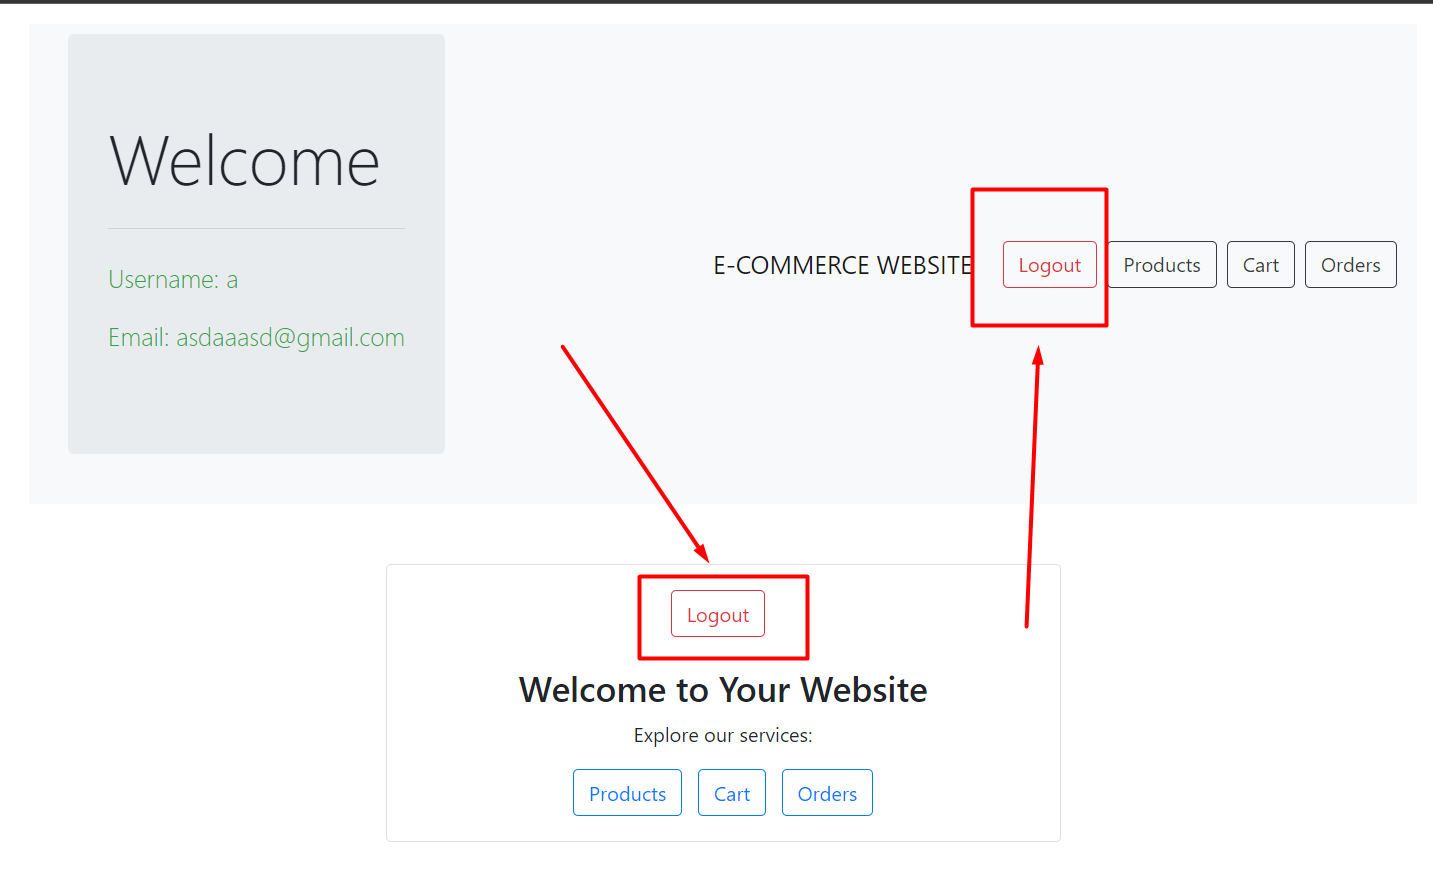 Welcome
Username: a
Email: asdaaasd@gmail.com
E-COMMERCE WEBSITE
Logout
Products
Cart
Orders
Logout
Welcome to Your Website
Explore our services:
Products
Cart
Orders